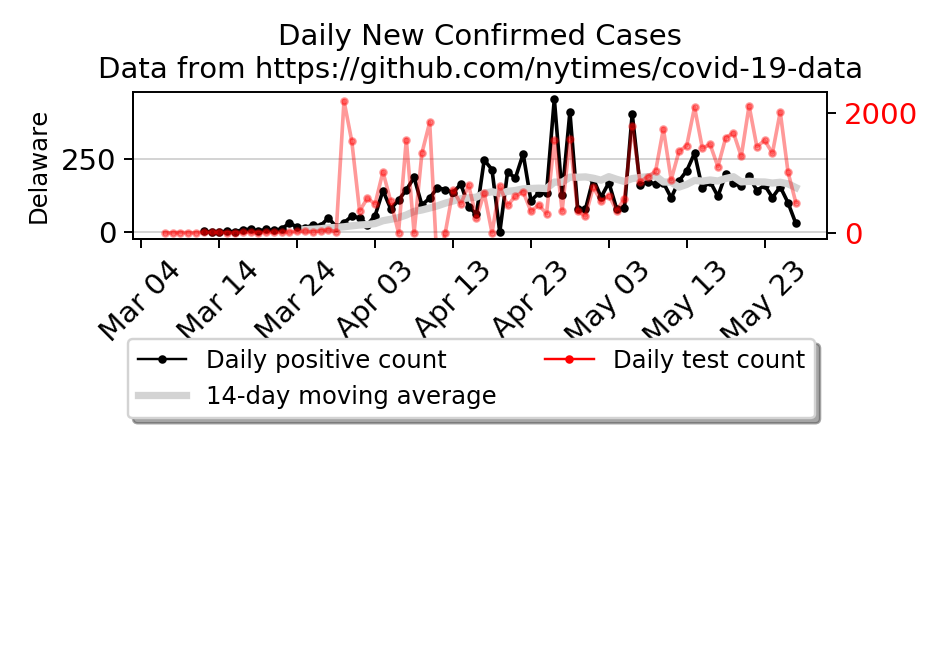 Daily New Confirmed Cases
Data from https://github.com/nytimes/covid-19-data
Delaware
250
0
2000
0
Mar 04
Mar 14
Mar 24
Apr 03
Apr 13
Apr 23
May 03
May 13
May 23
Daily positive count
Daily test count
14-day moving average